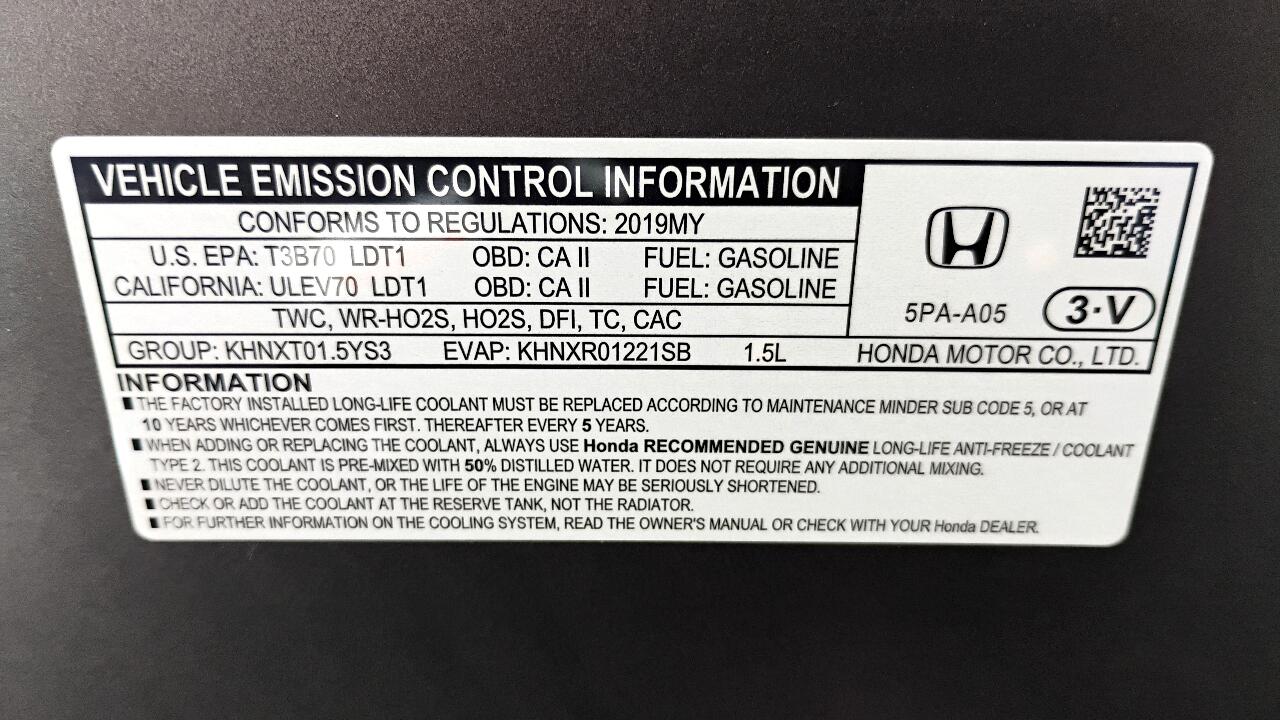 VEHICLE EMISSION CONTROL INFORMATION
CONFORMS TO REGULATIONS: 2019MY
U.S. EPA: T3B70 LDT1 OBD: CA II FUEL: GASOLINE
CALIFORNIA: ULEV70 LDT1 OBD: CA II FUEL: GASOLINE
TWC, WR-HO2S, HO2S, DFI, TC, CAC
5PA-A05 3·V
GROUP: KHNXT01.5YS3 EVAP: KHNXR01221SB 1.5L HONDA MOTOR CO., LTD.
INFORMATION
■ THE FACTORY INSTALLED LONG-LIFE COOLANT MUST BE REPLACED ACCORDING TO MAINTENANCE MINDER SUB CODE 5, OR AT
10 YEARS WHICHEVER COMES FIRST. THEREAFTER EVERY 5 YEARS.
■ WHEN ADDING OR REPLACING THE COOLANT, ALWAYS USE Honda RECOMMENDED GENUINE LONG-LIFE ANTI-FREEZE / COOLANT
TYPE 2. THIS COOLANT IS PRE-MIXED WITH 50% DISTILLED WATER. IT DOES NOT REQUIRE ANY ADDITIONAL MIXING.
■ NEVER DILUTE THE COOLANT, OR THE LIFE OF THE ENGINE MAY BE SERIOUSLY SHORTENED.
■ CHECK OR ADD THE COOLANT AT THE RESERVE TANK, NOT THE RADIATOR.
■ FOR FURTHER INFORMATION ON THE COOLING SYSTEM, READ THE OWNER'S MANUAL OR CHECK WITH YOUR Honda DEALER.